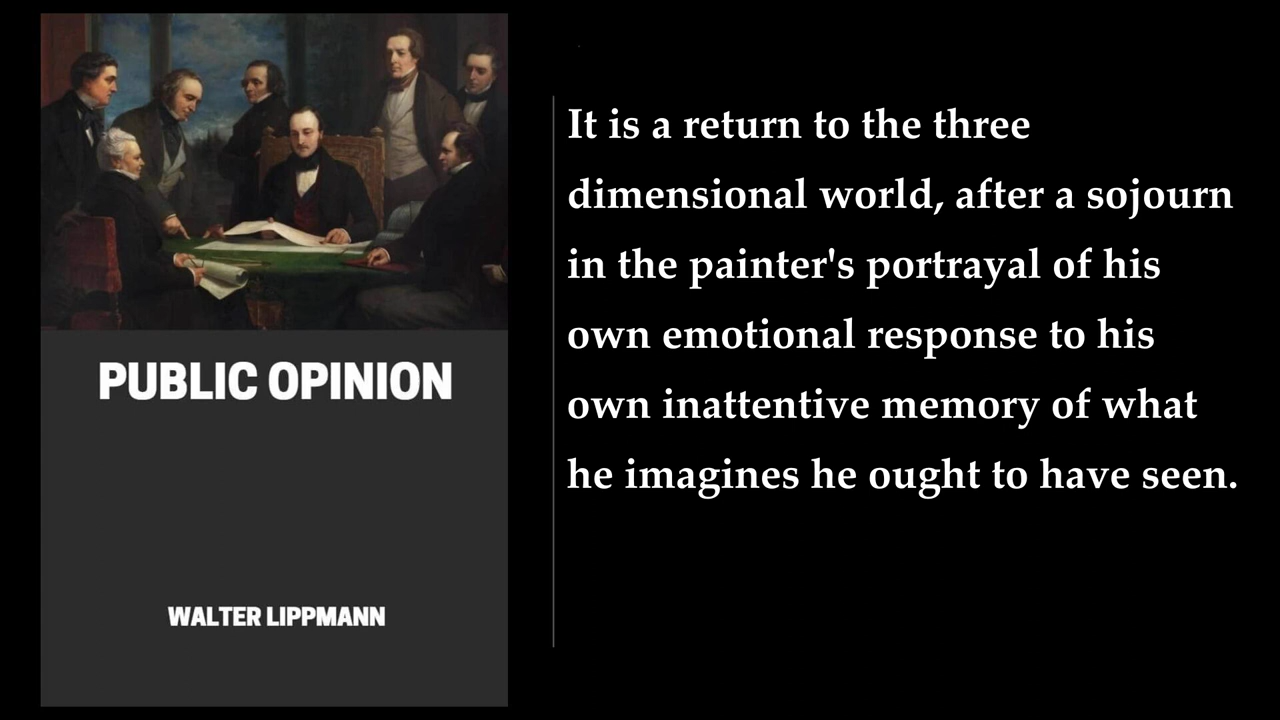 PUBLIC OPINION
WALTER LIPPMANN
It is a return to the three
dimensional world, after a sojourn
in the painter's portrayal of his
own emotional response to his
own inattentive memory of what
he imagines he ought to have seen.